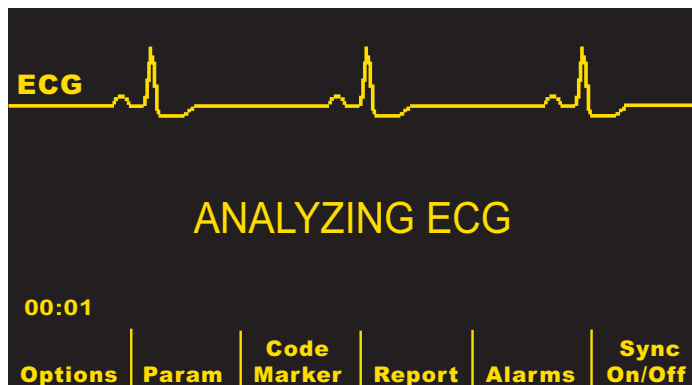 ECG
ANALYZING ECG
00:01
Options
Param
Code
Marker
Report
Alarms
Sync
On/Off